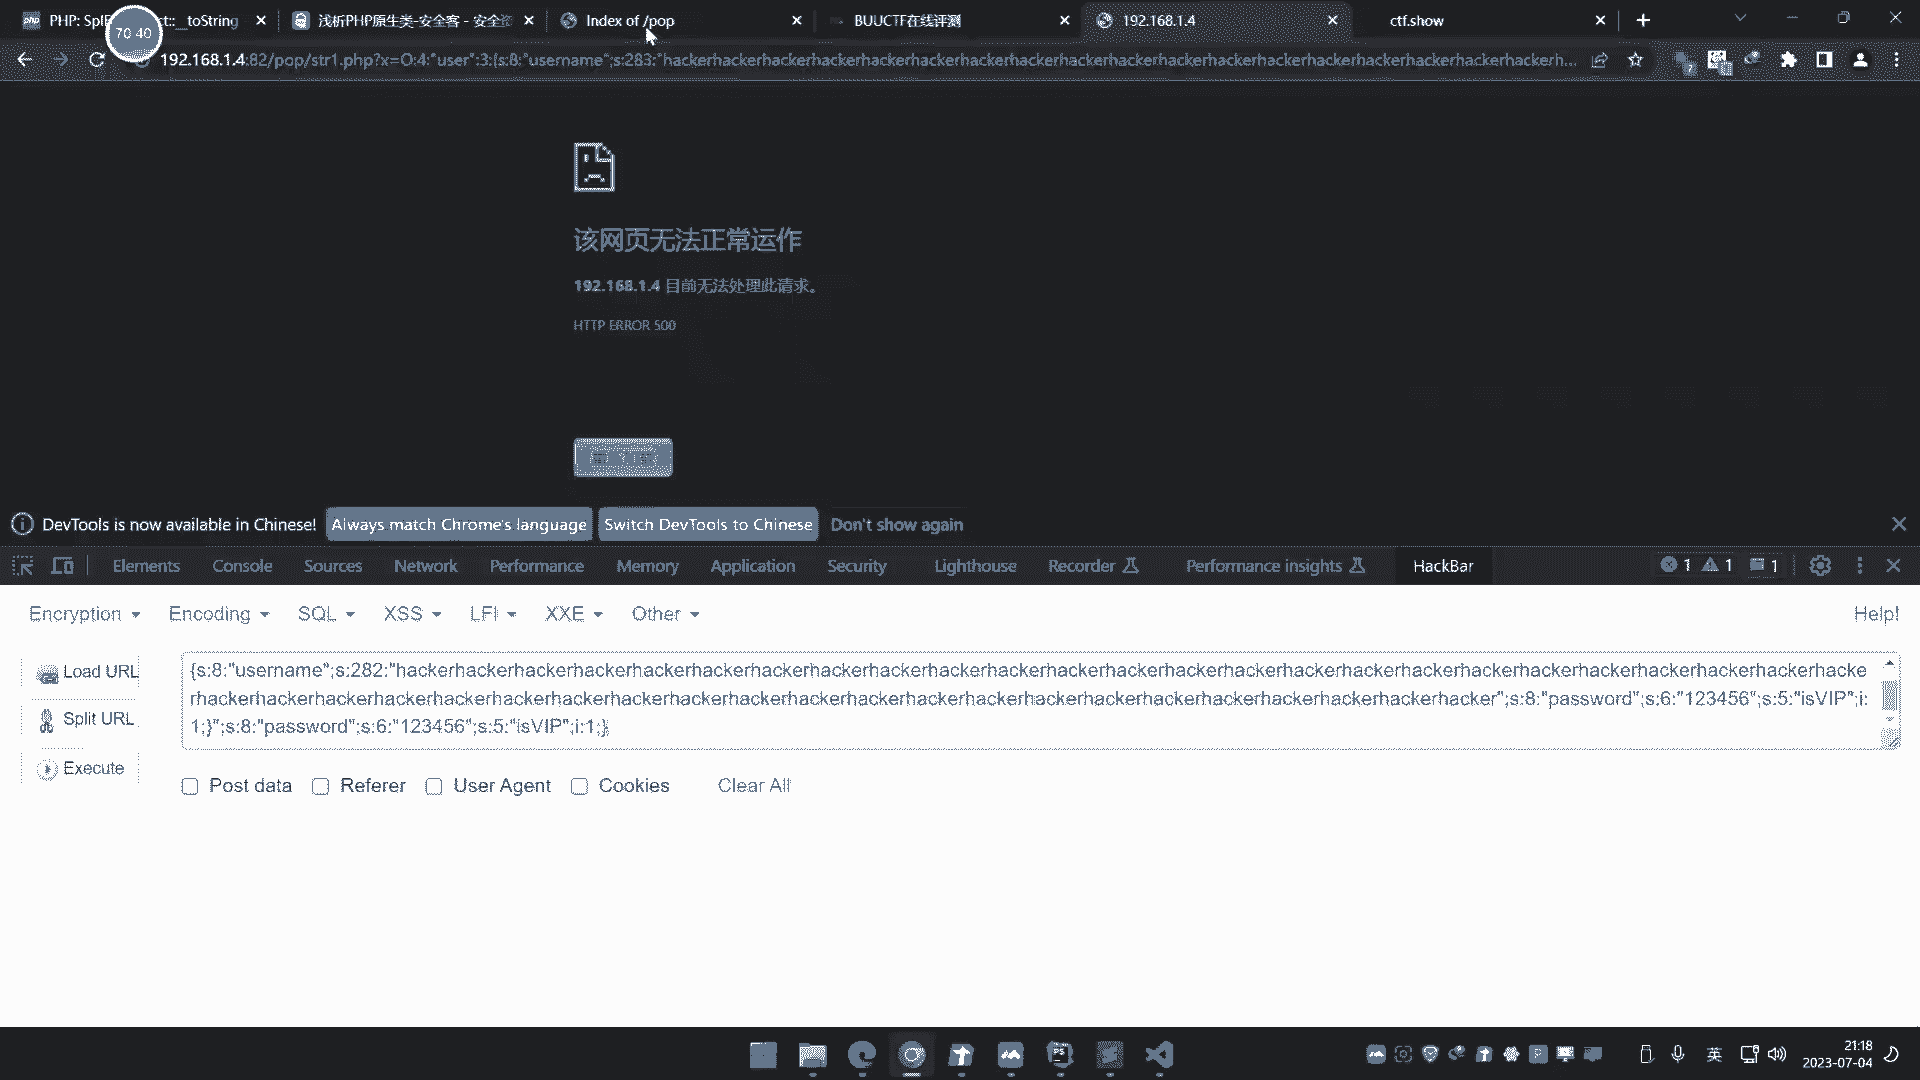 PHP: SplE
ct::__toString
70 40
浅析PHP原生类-安全客 - 安全
Index of /pop
BUUCTF在线评测
192.168.1.4
ctf.show
192.168.1.4:82/pop/str1.php?x=O:4:"user":3:{s:8:"username";s:283:"hackerhackerhackerhackerhackerhackerhackerhackerhackerhackerhackerhackerhackerhackerhackerhackerhackerhackerhackerh...
该网页无法正常运作
192.168.1.4 目前无法处理此请求。
HTTP ERROR 500
DevTools is now available in Chinese!
Always match Chrome's language
Switch DevTools to Chinese
Don't show again
Elements
Console
Sources
Network
Performance
Memory
Application
Security
Lighthouse
Recorder
Performance insights
HackBar
1
1
1
Encryption
Encoding
SQL
XSS
LFI
XXE
Other
Help!
Load URL
Split URL
Execute
{s:8:"username";s:282:"hackerhackerhackerhackerhackerhackerhackerhackerhackerhackerhackerhackerhackerhackerhackerhackerhackerhackerhackerhackerhackerhackerhackerhackerhacke
rhackerhackerhackerhackerhackerhackerhackerhackerhackerhackerhackerhackerhackerhackerhackerhackerhackerhackerhackerhackerhackerhacker";s:8:"password";s:6:"123456";s:5:"isVIP";i:
1;}";s:8:"password";s:6:"123456";s:5:"isVIP";i:1;}
Post data
Referer
User Agent
Cookies
Clear All
英
21:18
2023-07-04